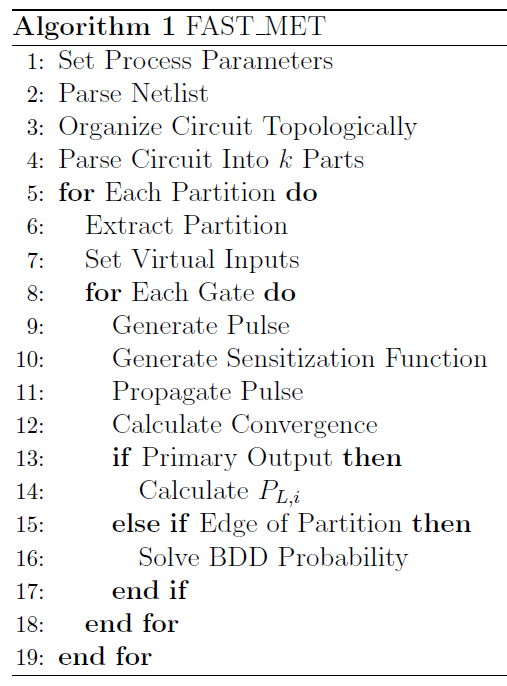 Algorithm 1 FAST_MET
1: Set Process Parameters
2: Parse Netlist
3: Organize Circuit Topologically
4: Parse Circuit Into k Parts
5: for Each Partition do
6: Extract Partition
7: Set Virtual Inputs
8: for Each Gate do
9: Generate Pulse
10: Generate Sensitization Function
11: Propagate Pulse
12: Calculate Convergence
13: if Primary Output then
14: Calculate P_{L,i}
15: else if Edge of Partition then
16: Solve BDD Probability
17: end if
18: end for
19: end for